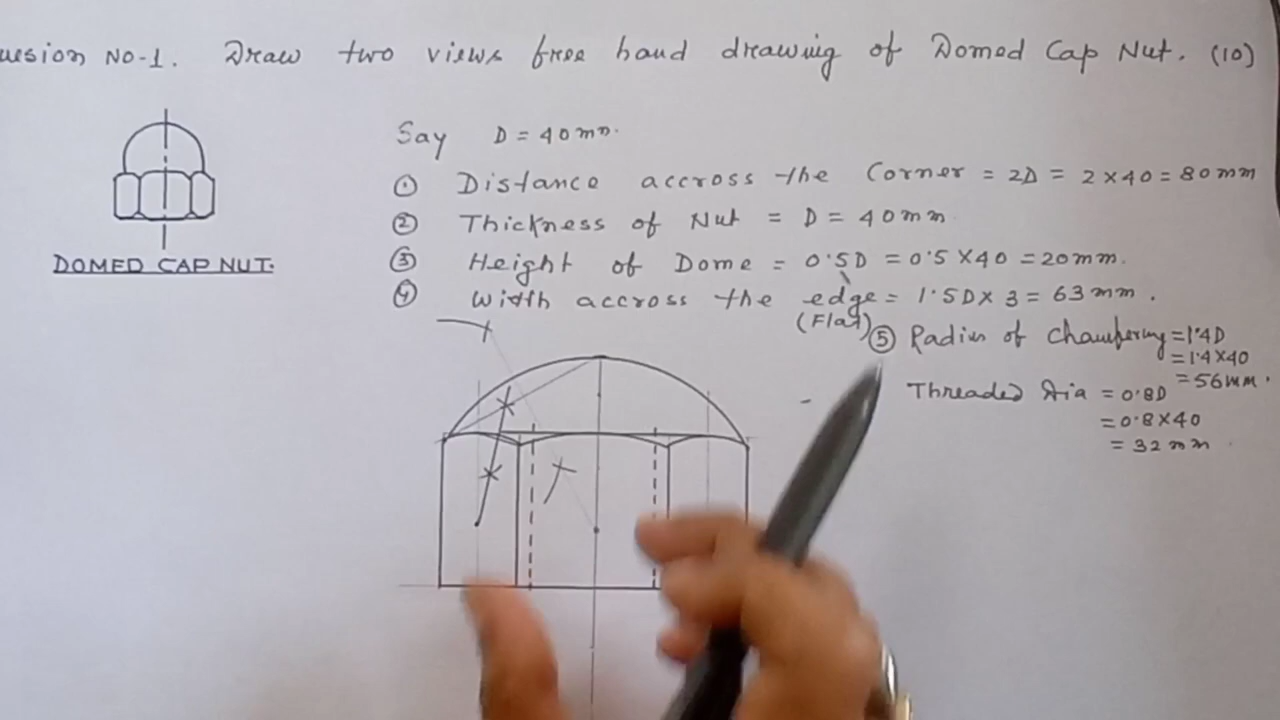 uesion NO-1. Draw two views free hand drawing of Domed Cap Nut. (10)
DOMED CAP NUT.
Say D = 40mm.
① Distance accross the Corner = 2D = 2×40 = 80mm
② Thickness of Nut = D = 40mm
③ Height of Dome = 0.5D = 0.5×40 = 20mm.
④ Width accross the edge = 1.5D×3 = 63mm.
(Flat)
⑤ Radius of Chamfering = 1.4D
= 1.4×40
= 56mm.
Threaded Dia = 0.8D
= 0.8×40
= 32mm